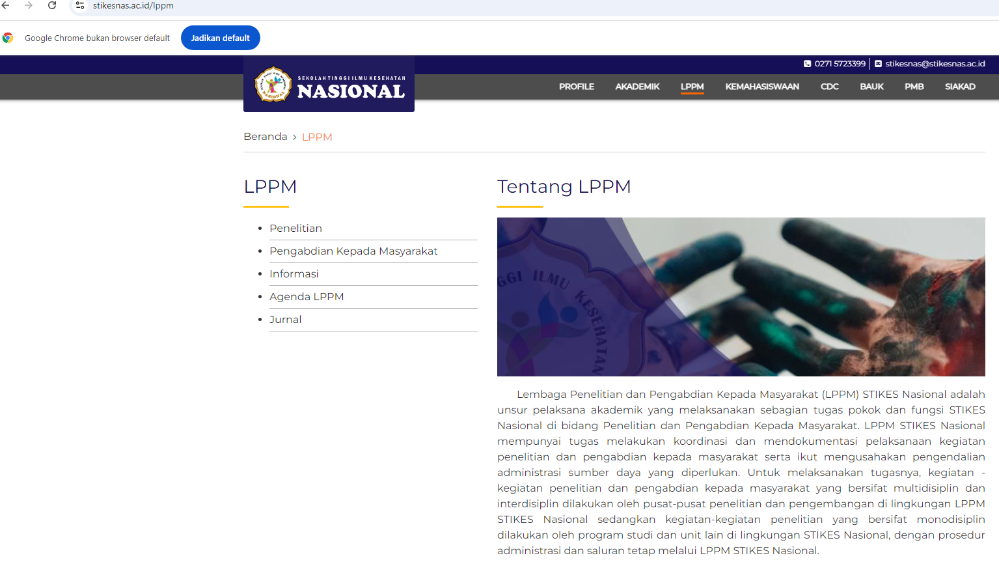 stikesnas.ac.id/lppm
Google Chrome bukan browser default
Jadikan default
0271 5723399
stikesnas@stikesnas.ac.id
SEKOLAH TINGGI ILMU KESEHATAN
NASIONAL
PROFILE
AKADEMIK
LPPM
KEMAHASISWAAN
CDC
BAUK
PMB
SIAKAD
Beranda > LPPM
LPPM
Penelitian
Pengabdian Kepada Masyarakat
Informasi
Agenda LPPM
Jurnal
Tentang LPPM
GGI ILMU KESEHATAN
Lembaga Penelitian dan Pengabdian Kepada Masyarakat (LPPM) STIKES Nasional adalah
unsur pelaksana akademik yang melaksanakan sebagian tugas pokok dan fungsi STIKES
Nasional di bidang Penelitian dan Pengabdian Kepada Masyarakat. LPPM STIKES Nasional
mempunyai tugas melakukan koordinasi dan mendokumentasi pelaksanaan kegiatan
penelitian dan pengabdian kepada masyarakat serta ikut mengusahakan pengendalian
administrasi sumber daya yang diperlukan. Untuk melaksanakan tugasnya, kegiatan -
kegiatan penelitian dan pengabdian kepada masyarakat yang bersifat multidisiplin dan
interdisiplin dilakukan oleh pusat-pusat penelitian dan pengembangan di lingkungan LPPM
STIKES Nasional sedangkan kegiatan-kegiatan penelitian yang bersifat monodisiplin
dilakukan oleh program studi dan unit lain di lingkungan STIKES Nasional, dengan prosedur
administrasi dan saluran tetap melalui LPPM STIKES Nasional.